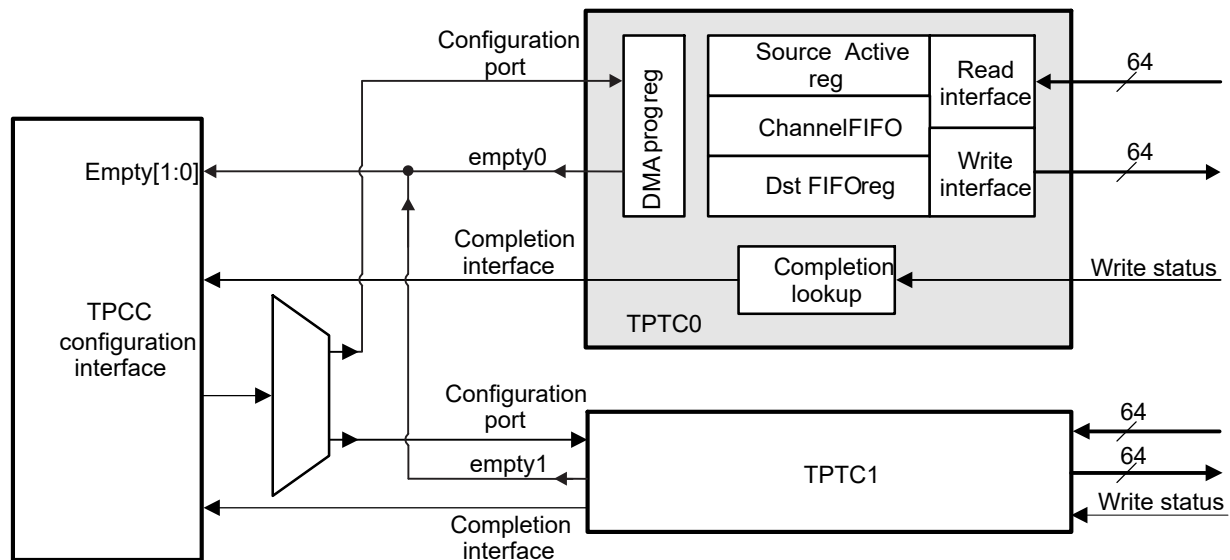 Configuration
port
DMA prog reg
Source Active
reg
ChannelFIFO
Dst FIFOreg
Read
interface
Write
interface
64
64
Empty[1:0]
empty0
Completion
interface
Completion
lookup
Write status
TPTC0
TPCC
configuration
interface
Configuration
port
empty1
Completion
interface
TPTC1
64
64
Write status